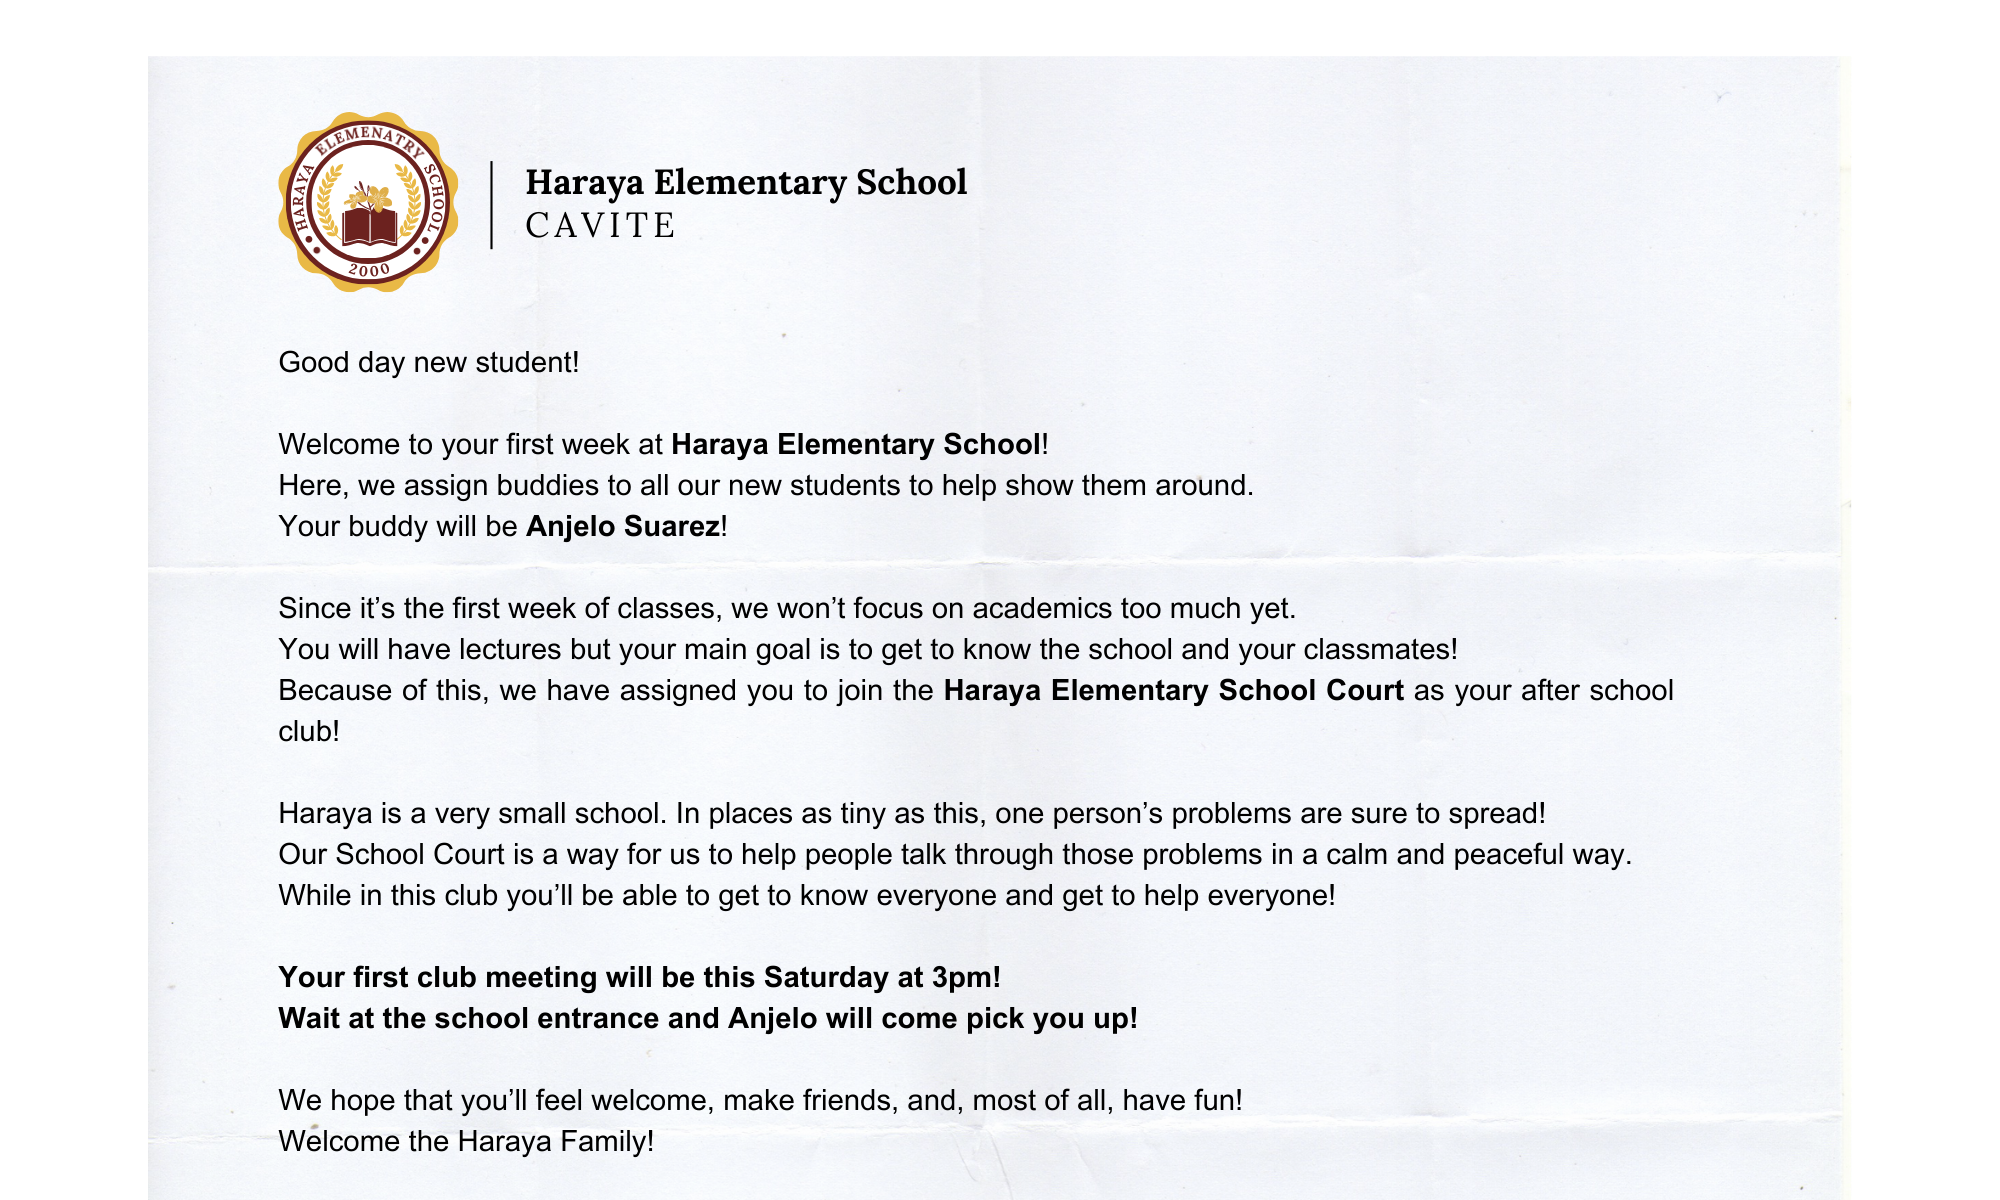 HARAYA ELEMENATRY SCHOOL
2000
Haraya Elementary School
CAVITE
Good day new student!
Welcome to your first week at Haraya Elementary School!
Here, we assign buddies to all our new students to help show them around.
Your buddy will be Anjelo Suarez!
Since it’s the first week of classes, we won’t focus on academics too much yet.
You will have lectures but your main goal is to get to know the school and your classmates!
Because of this, we have assigned you to join the Haraya Elementary School Court as your after school
club!
Haraya is a very small school. In places as tiny as this, one person’s problems are sure to spread!
Our School Court is a way for us to help people talk through those problems in a calm and peaceful way.
While in this club you’ll be able to get to know everyone and get to help everyone!
Your first club meeting will be this Saturday at 3pm!
Wait at the school entrance and Anjelo will come pick you up!
We hope that you’ll feel welcome, make friends, and, most of all, have fun!
Welcome the Haraya Family!